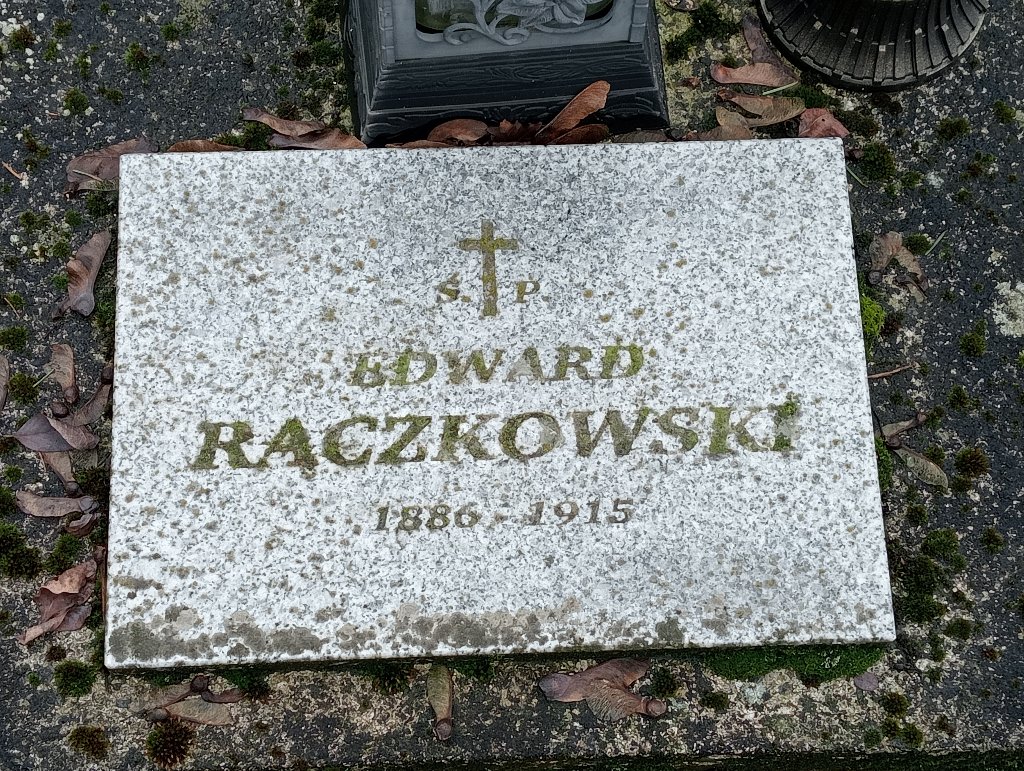 Ś. P.
EDWARD
RACZKOWSKI
1886 - 1915